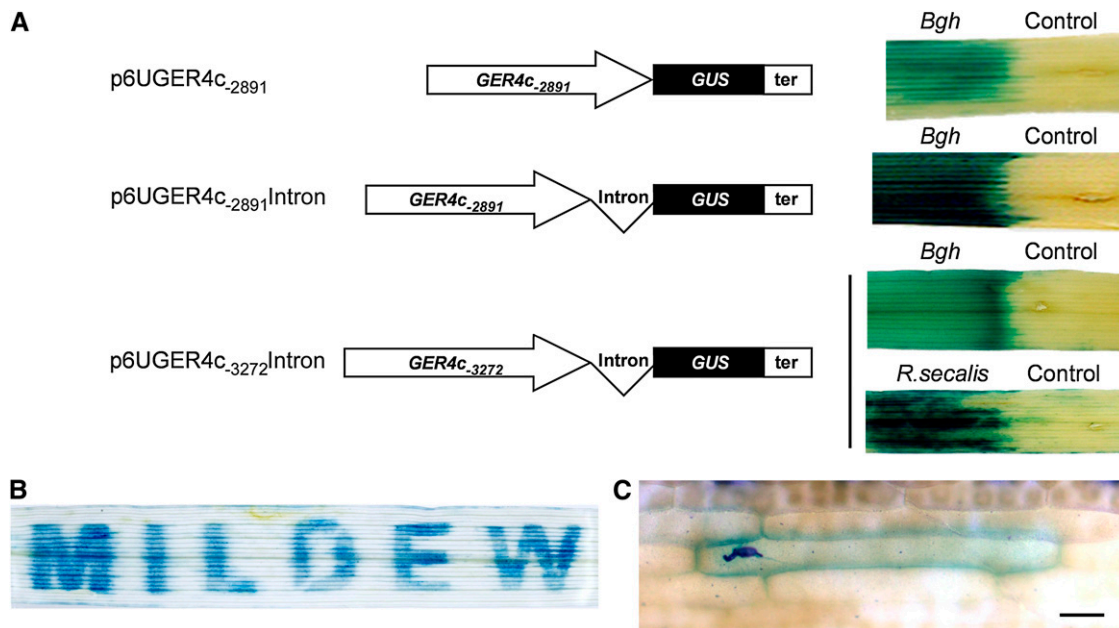 A
Bgh Control
p6UGER4c-2891 GER4c-2891 GUS ter
Bgh Control
p6UGER4c-2891Intron GER4c-2891 Intron GUS ter
Bgh Control
p6UGER4c-3272Intron GER4c-3272 Intron GUS ter
R.secalis Control
B
MILDEW
C